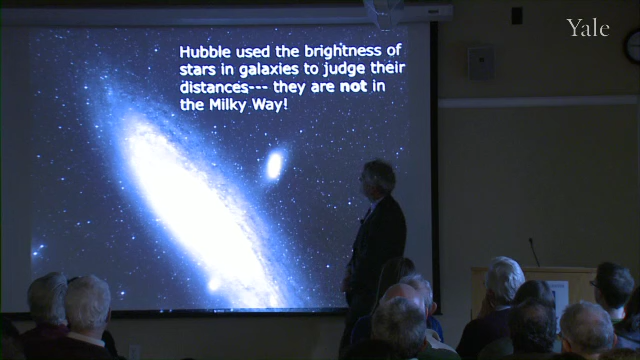 Yale
Hubble used the brightness of
stars in galaxies to judge their
distances--- they are not in
the Milky Way!